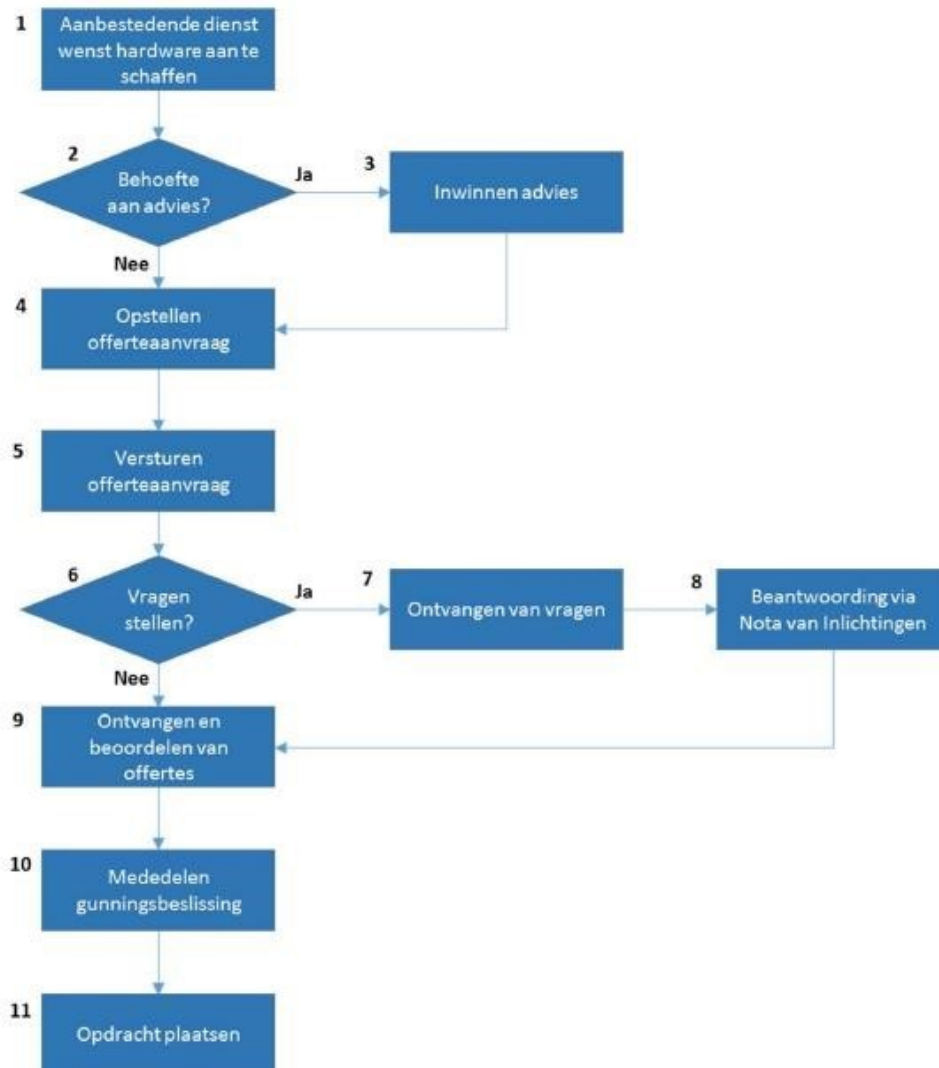 1
Aanbestedende dienst
wenst hardware aan te
schaffen
2
Behoefte
aan advies?
Ja
3
Inwinnen advies
Nee
4
Opstellen
offerteaanvraag
5
Versturen
offerteaanvraag
6
Vragen
stellen?
Ja
7
Ontvangen van vragen
8
Beantwoording via
Nota van Inlichtingen
Nee
9
Ontvangen en
beoordelen van
offertes
10
Mededelen
gunningsbeslissing
11
Opdracht plaatsen